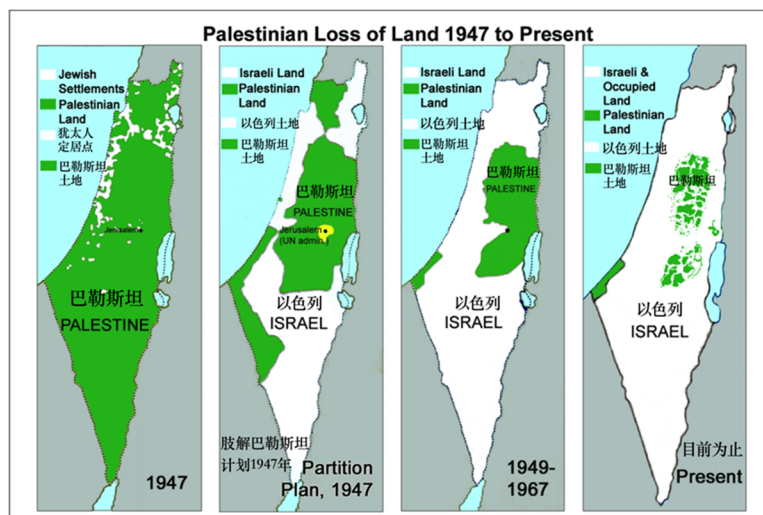 Palestinian Loss of Land 1947 to Present
Jewish
Settlements
Palestinian
Land
犹太人
定居点
巴勒斯坦
土地
Jerusalem
巴勒斯坦
PALESTINE
1947
Israeli Land
Palestinian
Land
以色列土地
巴勒斯坦
土地
巴勒斯坦
PALESTINE
Jerusalem
(UN admin.)
以色列
ISRAEL
肢解巴勒斯坦
计划1947年
Partition
Plan, 1947
Israeli Land
Palestinian
Land
以色列土地
巴勒斯坦
土地
巴勒斯坦
PALESTINE
以色列
ISRAEL
1949-
1967
Israeli &
Occupied
Land
Palestinian
Land
以色列土地
巴勒斯坦
土地
巴勒斯坦
以色列
ISRAEL
目前为止
Present